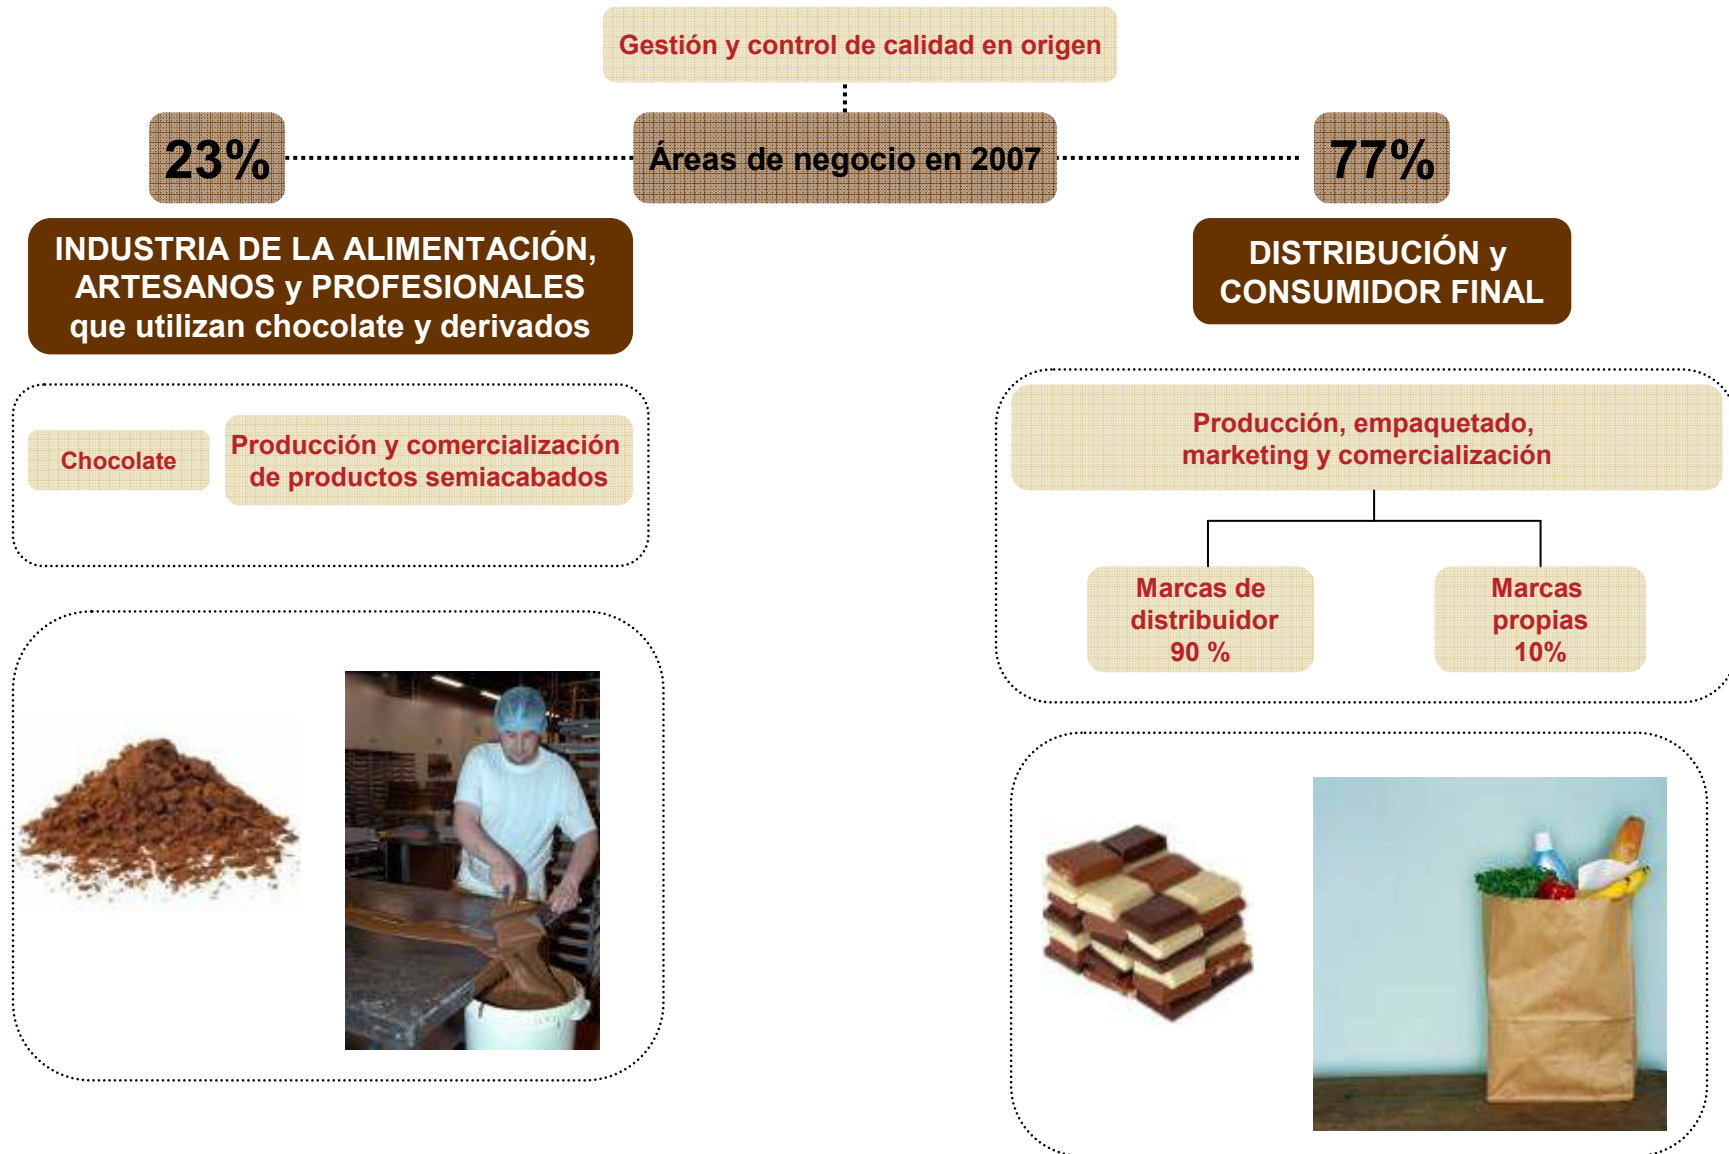 Gestión y control de calidad en origen
23%
Áreas de negocio en 2007
77%
INDUSTRIA DE LA ALIMENTACIÓN,
ARTESANOS y PROFESIONALES
que utilizan chocolate y derivados
DISTRIBUCIÓN y
CONSUMIDOR FINAL
Chocolate
Producción y comercialización
de productos semiacabados
Producción, empaquetado,
marketing y comercialización
Marcas de
distribuidor
90 %
Marcas
propias
10%